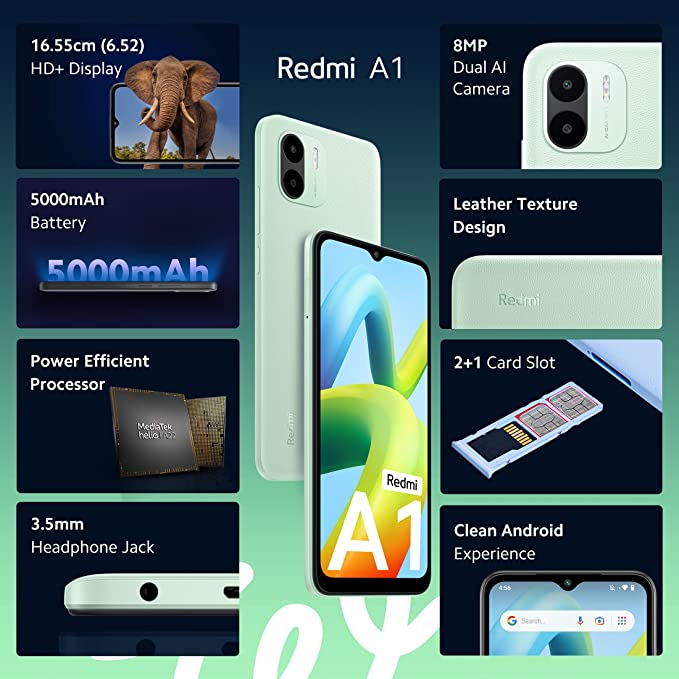 16.55cm (6.52)
HD+ Display
Redmi A1
8MP
Dual AI
Camera
5000mAh
Battery
5000mAh
Leather Texture
Design
Redmi
Power Efficient
Processor
MediaTek
helio A22
2+1 Card Slot
Redmi
Redmi
A1
3.5mm
Headphone Jack
Clean Android
Experience
4:56
G Search...